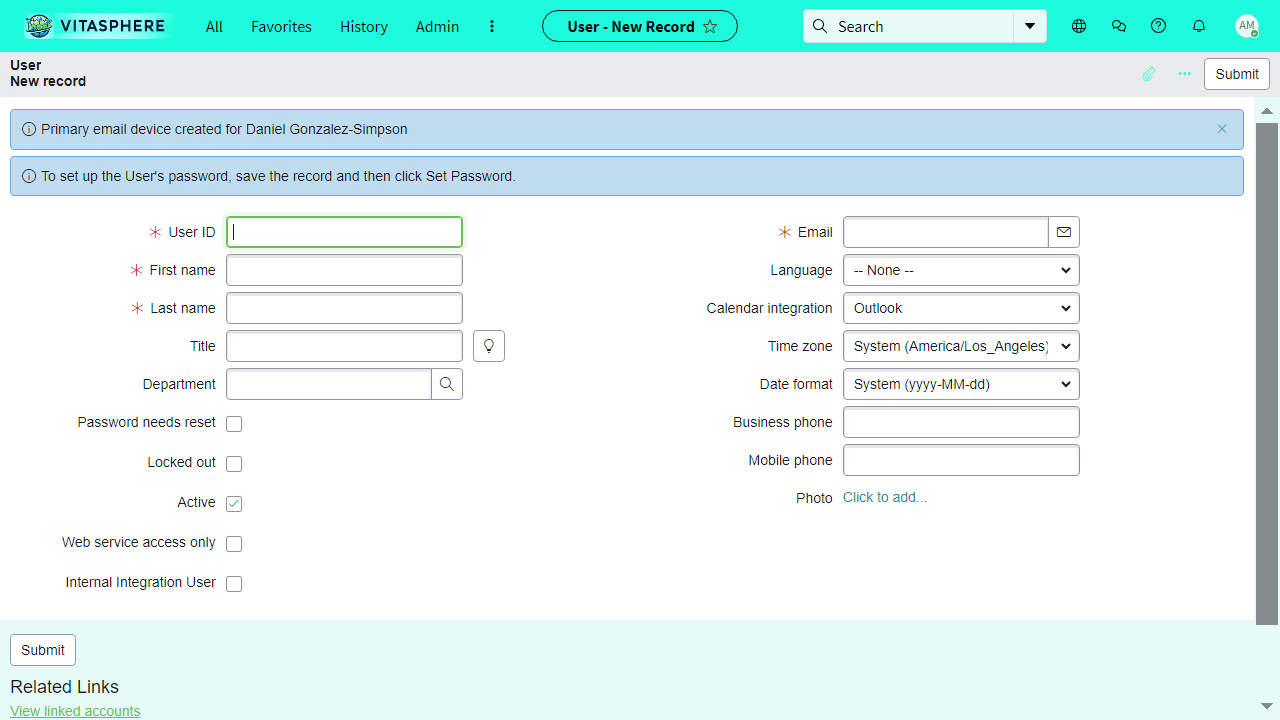 VITASPHERE
All
Favorites
History
Admin
User - New Record
Search
AM
User
New record
Submit
Primary email device created for Daniel Gonzalez-Simpson
To set up the User's password, save the record and then click Set Password.
User ID
First name
Last name
Title
Department
Password needs reset
Locked out
Active
Web service access only
Internal Integration User
Email
Language
-- None --
Calendar integration
Outlook
Time zone
System (America/Los_Angeles)
Date format
System (yyyy-MM-dd)
Business phone
Mobile phone
Photo
Click to add...
Submit
Related Links
View linked accounts